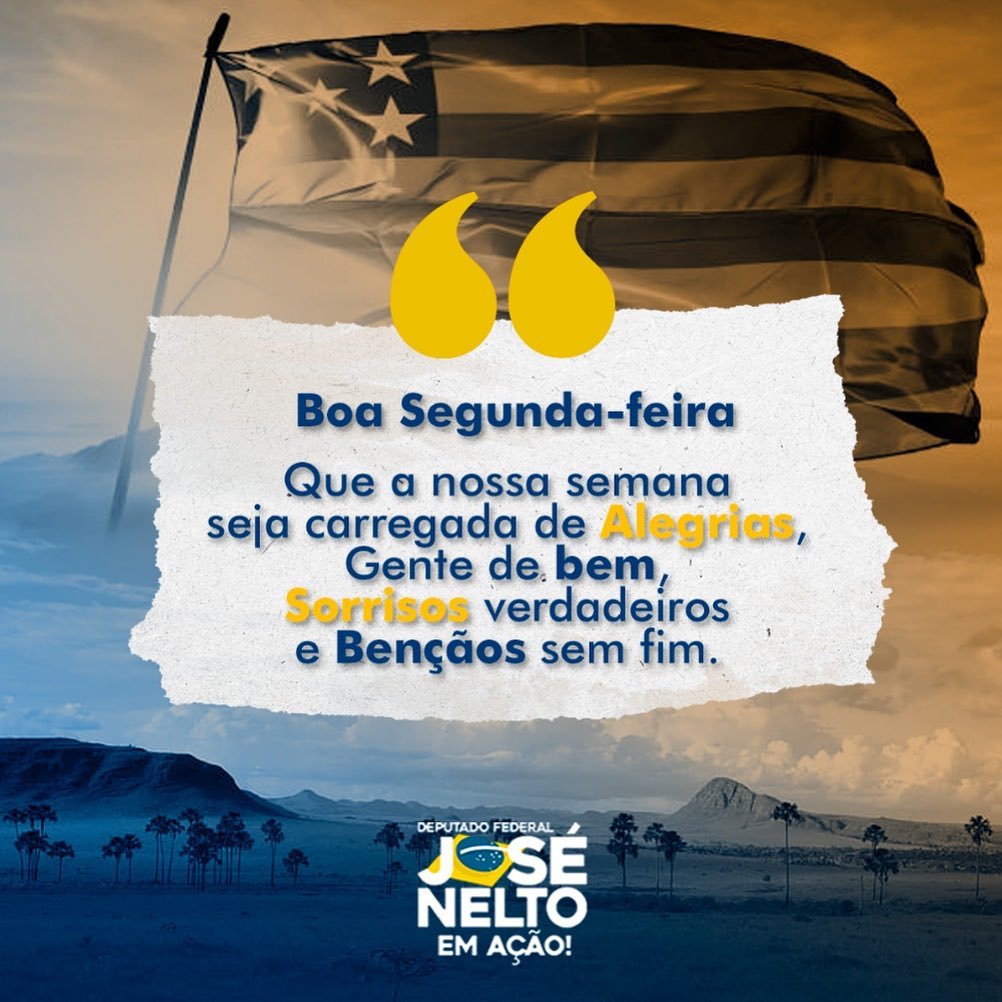 Boa Segunda-feira
Que a nossa semana
seja carregada de Alegrias,
Gente de bem,
Sorrisos verdadeiros
e Bençãos sem fim.
DEPUTADO FEDERAL
JOSÉ
NELTO
EM AÇÃO!